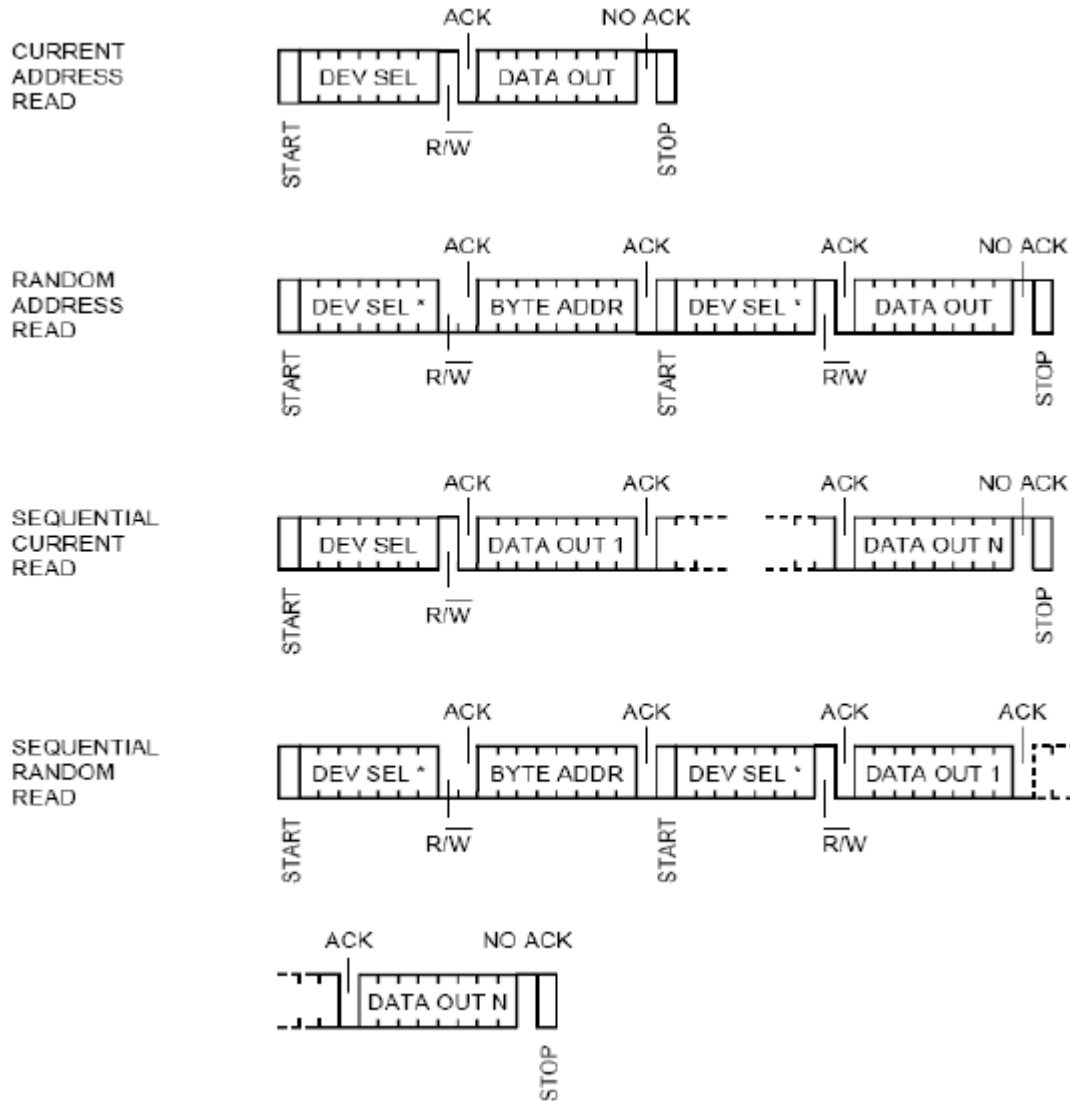 ACK NO ACK
CURRENT
ADDRESS
READ
DEV SEL DATA OUT
START R/W̅ STOP
ACK ACK ACK NO ACK
RANDOM
ADDRESS
READ
DEV SEL * BYTE ADDR DEV SEL * DATA OUT
START R/W̅ START R̅/W STOP
ACK ACK ACK NO ACK
SEQUENTIAL
CURRENT
READ
DEV SEL DATA OUT 1 DATA OUT N
START R/W̅ STOP
ACK ACK ACK ACK
SEQUENTIAL
RANDOM
READ
DEV SEL * BYTE ADDR DEV SEL * DATA OUT 1
START R/W̅ START R̅/W
ACK NO ACK
DATA OUT N
STOP